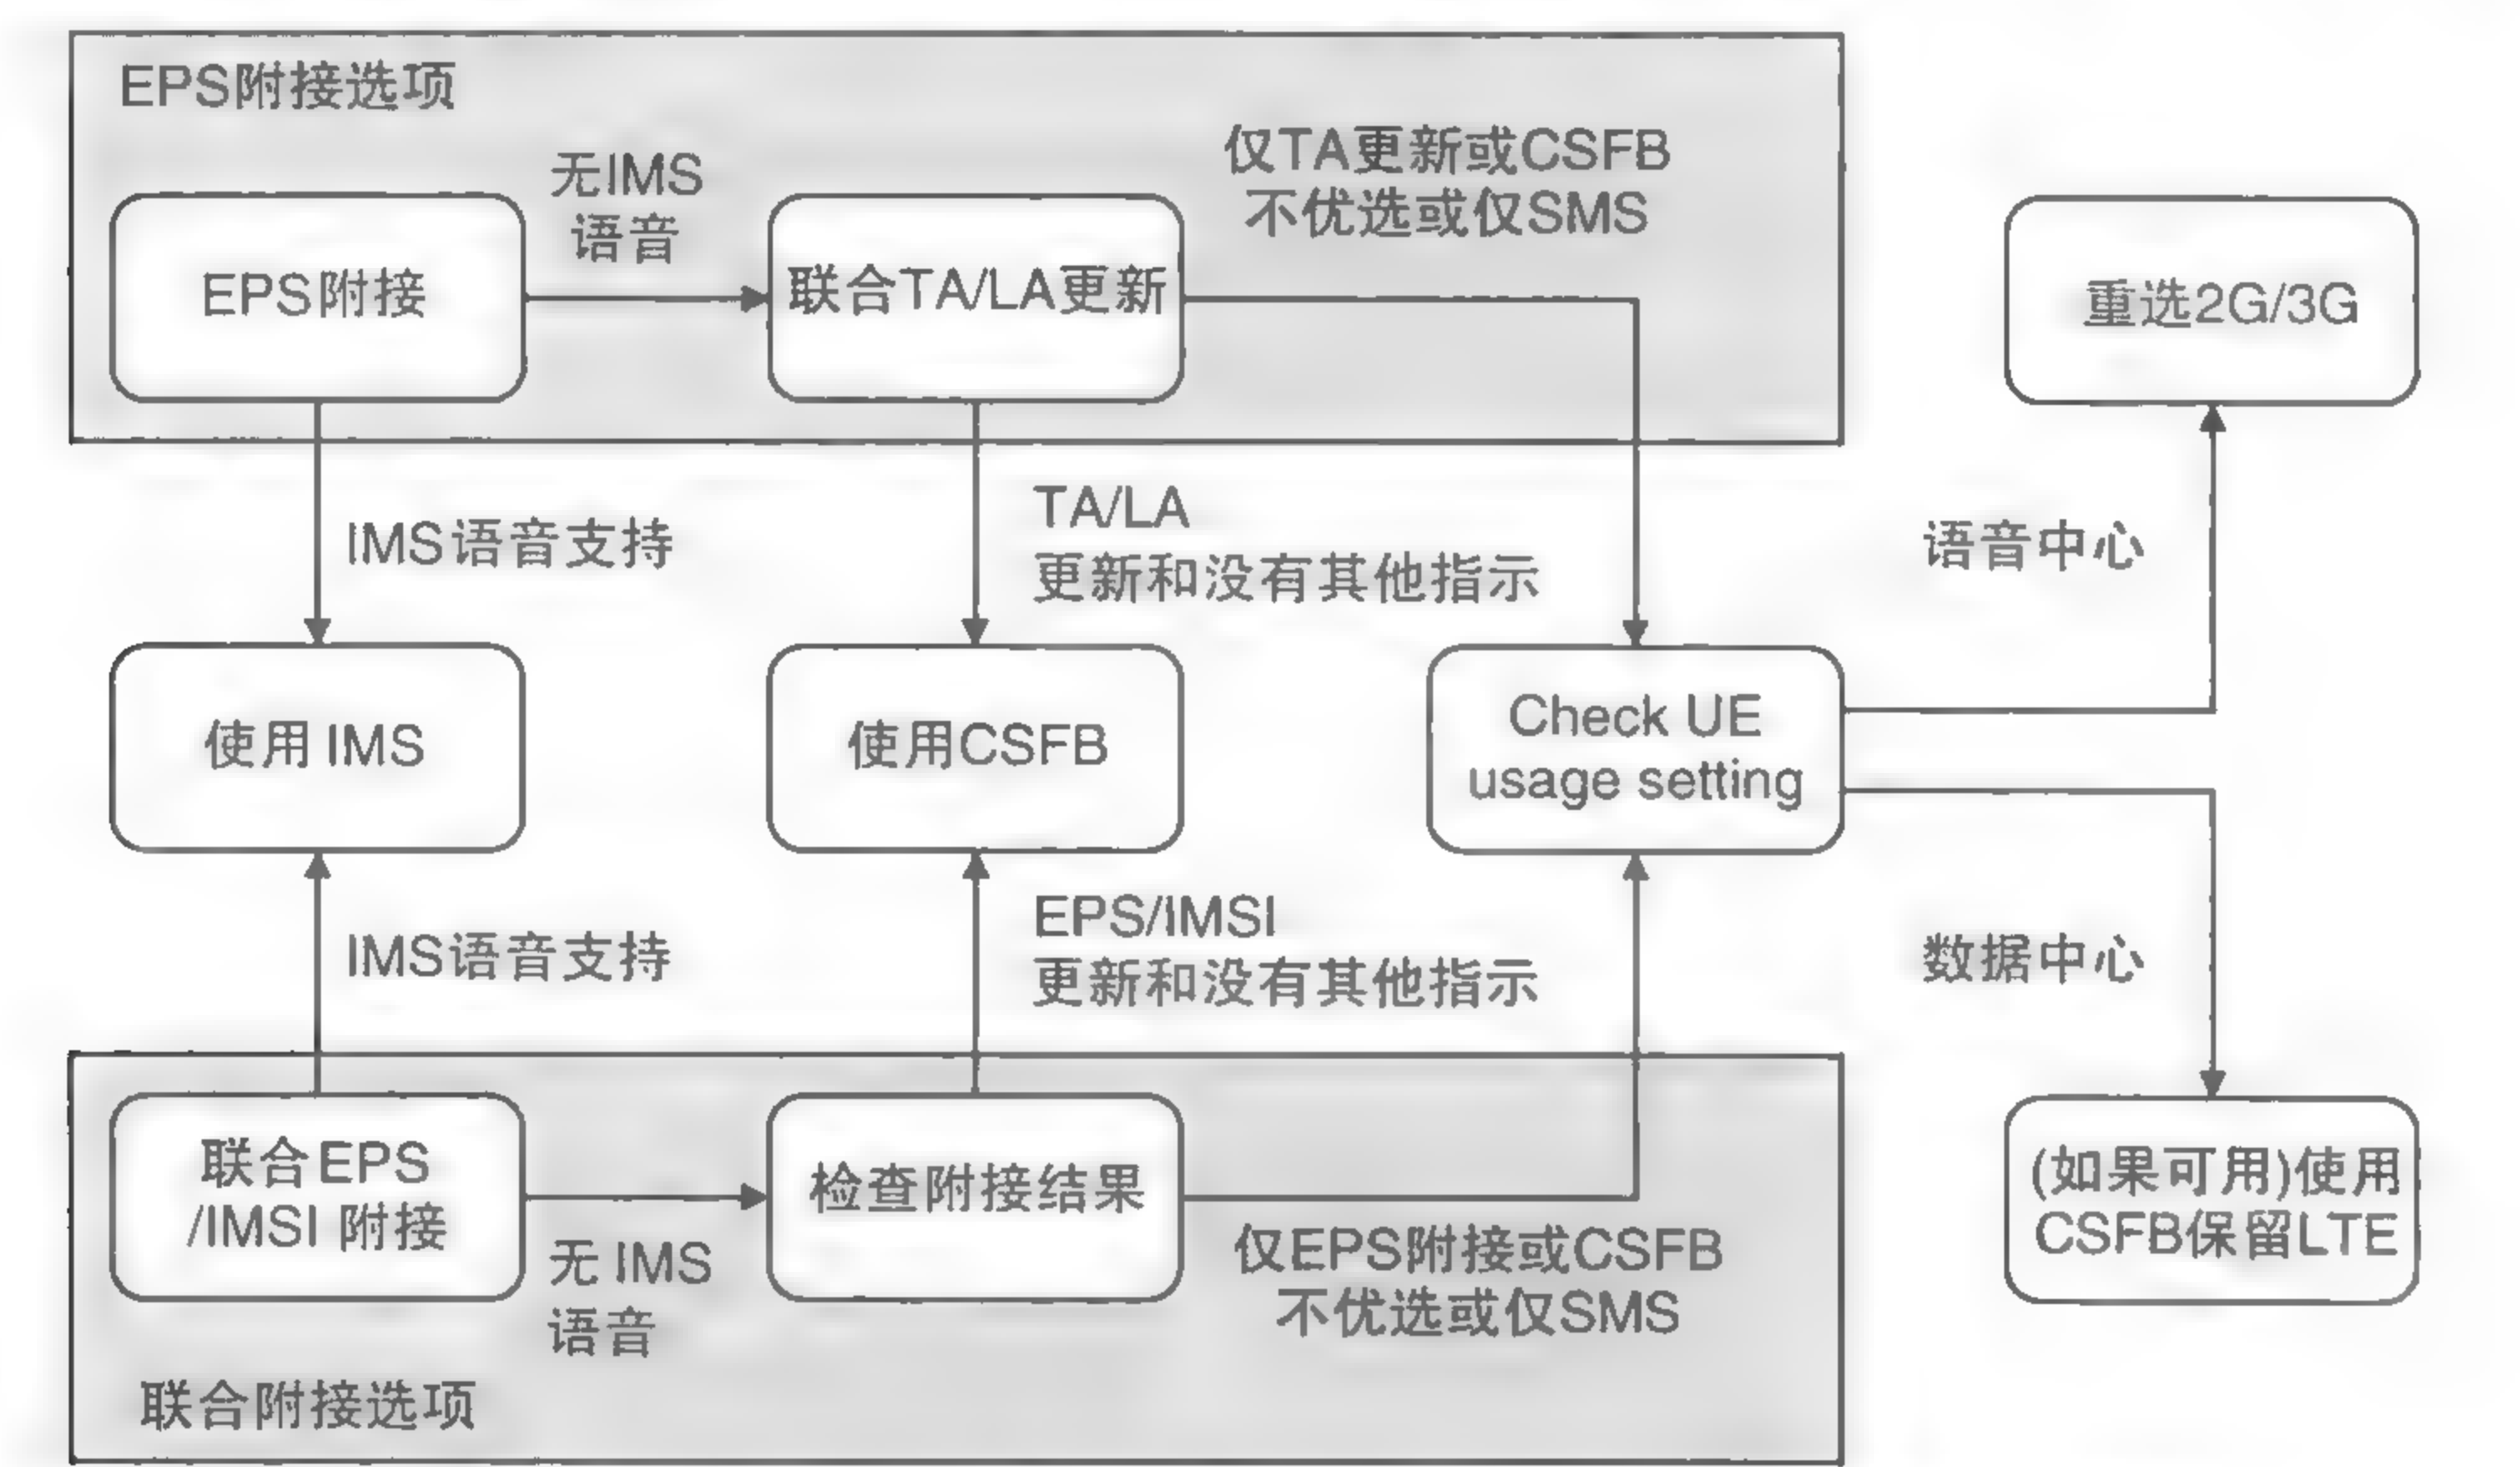 EPS附接选项
无IMS
语音
仅TA更新或CSFB
不优选或仅SMS
EPS附接
联合TA/LA更新
重选2G/3G
IMS语音支持
TA/LA
更新和没有其他指示
语音中心
使用 IMS
使用CSFB
Check UE
usage setting
IMS语音支持
EPS/IMSI
更新和没有其他指示
数据中心
联合EPS
/IMSI 附接
无 IMS
语音
检查附接结果
仅EPS附接或CSFB
不优选或仅SMS
(如果可用)使用
CSFB保留LTE
联合附接选项